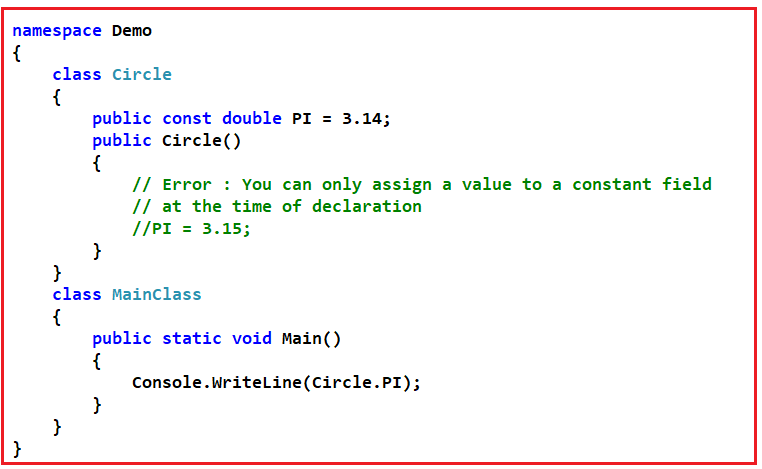 namespace Demo
{
    class Circle
    {
        public const double PI = 3.14;
        public Circle()
        {
            // Error : You can only assign a value to a constant field
            // at the time of declaration
            //PI = 3.15;
        }
    }
    class MainClass
    {
        public static void Main()
        {
            Console.WriteLine(Circle.PI);
        }
    }
}